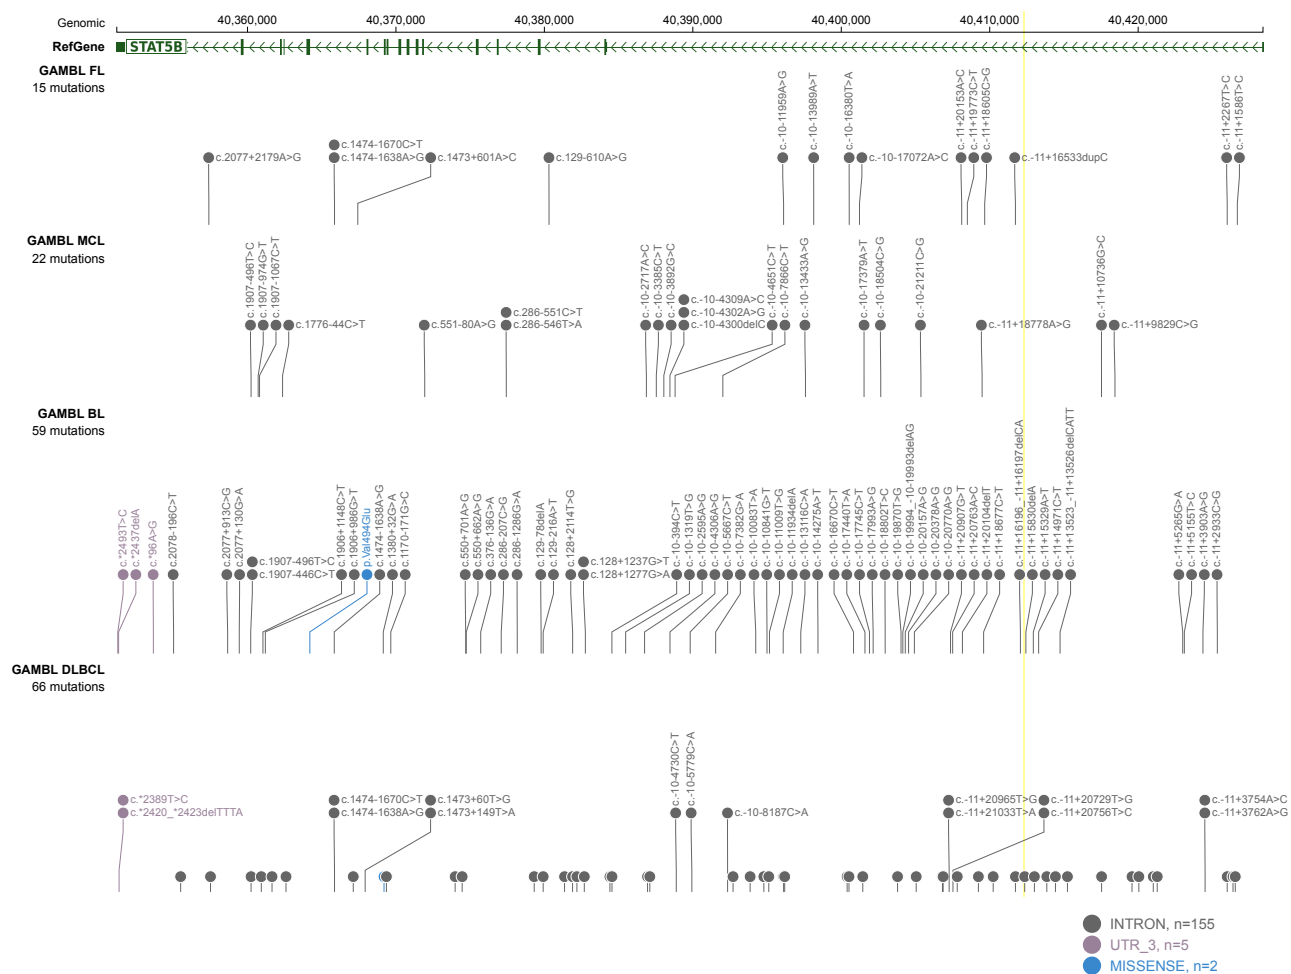 Genomic
40,360,000
40,370,000
40,380,000
40,390,000
40,400,000
40,410,000
40,420,000
RefGene
STAT5B
GAMBL FL
15 mutations
c.2077+2179A>G
c.1474-1670C>T
c.1474-1638A>G
c.1473+601A>C
c.129-610A>G
c.-10-11959A>G
c.-10-13989A>T
c.-10-16380T>A
c.-10-17072A>C
c.-11+20153A>C
c.-11+19773C>T
c.-11+18605C>G
c.-11+16533dupC
c.-11+2267T>C
c.-11+1586T>C
GAMBL MCL
22 mutations
c.1907-496T>C
c.1907-974G>T
c.1907-1067C>T
c.1776-44C>T
c.551-80A>G
c.286-551C>T
c.286-546T>A
c.-10-2717A>C
c.-10-3385C>T
c.-10-3892G>C
c.-10-4309A>C
c.-10-4302A>G
c.-10-4300delC
c.-10-4651C>T
c.-10-7866C>T
c.-10-13433A>G
c.-10-17379A>T
c.-10-18504C>G
c.-10-21211C>G
c.-11+18778A>G
c.-11+10736G>C
c.-11+9829C>G
GAMBL BL
59 mutations
c.*2493T>C
c.*2437delA
c.*96A>G
c.2078-196C>T
c.2077+913C>G
c.2077+130G>A
c.1907-496T>C
c.1907-446C>T
c.1906+1148C>T
c.1906+986G>T
p.Val494Glu
c.1474-1638A>G
c.1380+32G>A
c.1170-171G>C
c.550+701A>G
c.550+662A>G
c.376-136G>A
c.286-207C>G
c.286-1286G>A
c.129-78delA
c.129-216A>T
c.128+2114T>G
c.128+1237G>T
c.128+1277G>A
c.-10-394C>T
c.-10-1319T>G
c.-10-2595A>G
c.-10-4306A>G
c.-10-5667C>T
c.-10-7382G>A
c.-10-10083T>A
c.-10-10841G>T
c.-10-11009T>G
c.-10-11934delA
c.-10-13116C>A
c.-10-14275A>T
c.-10-16670C>T
c.-10-17440T>A
c.-10-17745C>T
c.-10-17993A>G
c.-10-18802T>C
c.-10-19870T>G
c.-10-19994_-10-19993delAG
c.-10-20157A>G
c.-10-20378A>G
c.-10-20770A>G
c.-11+20907G>T
c.-11+20763A>C
c.-11+20104delT
c.-11+18677C>T
c.-11+16196_-11+16197delCA
c.-11+15830delA
c.-11+15329A>T
c.-11+14971C>T
c.-11+13523_-11+13526delCATT
c.-11+5265G>A
c.-11+5155T>C
c.-11+3903A>G
c.-11+2933C>G
GAMBL DLBCL
66 mutations
c.*2389T>C
c.*2420_*2423delTTTA
c.1474-1670C>T
c.1474-1638A>G
c.1473+60T>G
c.1473+149T>A
c.-10-4730C>T
c.-10-5779C>A
c.-10-8187C>A
c.-11+20965T>G
c.-11+21033T>A
c.-11+20729T>G
c.-11+20756T>C
c.-11+3754A>C
c.-11+3762A>G
INTRON, n=155
UTR_3, n=5
MISSENSE, n=2